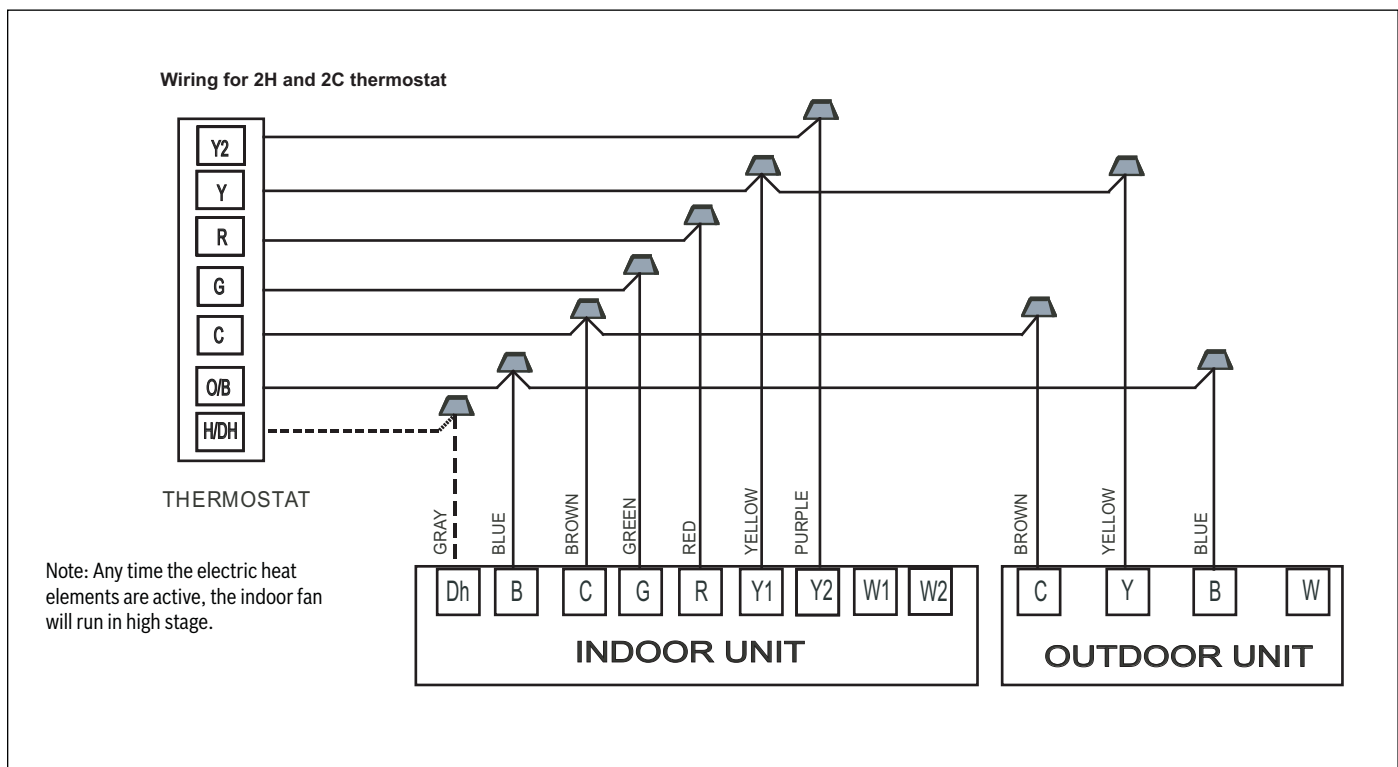 Wiring for 2H and 2C thermostat
Y2
Y
R
G
C
O/B
H/DH
THERMOSTAT
Note: Any time the electric heat
elements are active, the indoor fan
will run in high stage.
GRAY
BLUE
BROWN
GREEN
RED
YELLOW
PURPLE
BROWN
YELLOW
BLUE
Dh B C G R Y1 Y2 W1 W2
INDOOR UNIT
C Y B W
OUTDOOR UNIT